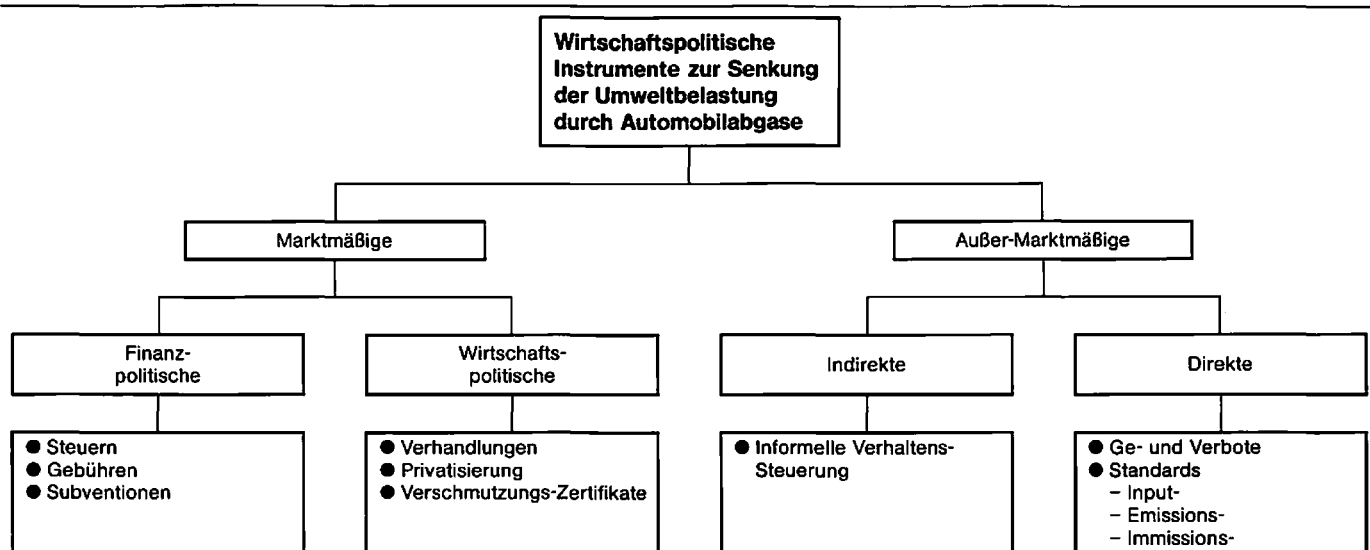 Wirtschaftspolitische
Instrumente zur Senkung
der Umweltbelastung
durch Automobilabgase
Marktmäßige
Außer-Marktmäßige
Finanz-
politische
Wirtschafts-
politische
Indirekte
Direkte
● Steuern
● Gebühren
● Subventionen
● Verhandlungen
● Privatisierung
● Verschmutzungs-Zertifikate
● Informelle Verhaltens-
Steuerung
● Ge- und Verbote
● Standards
– Input-
– Emissions-
– Immissions-